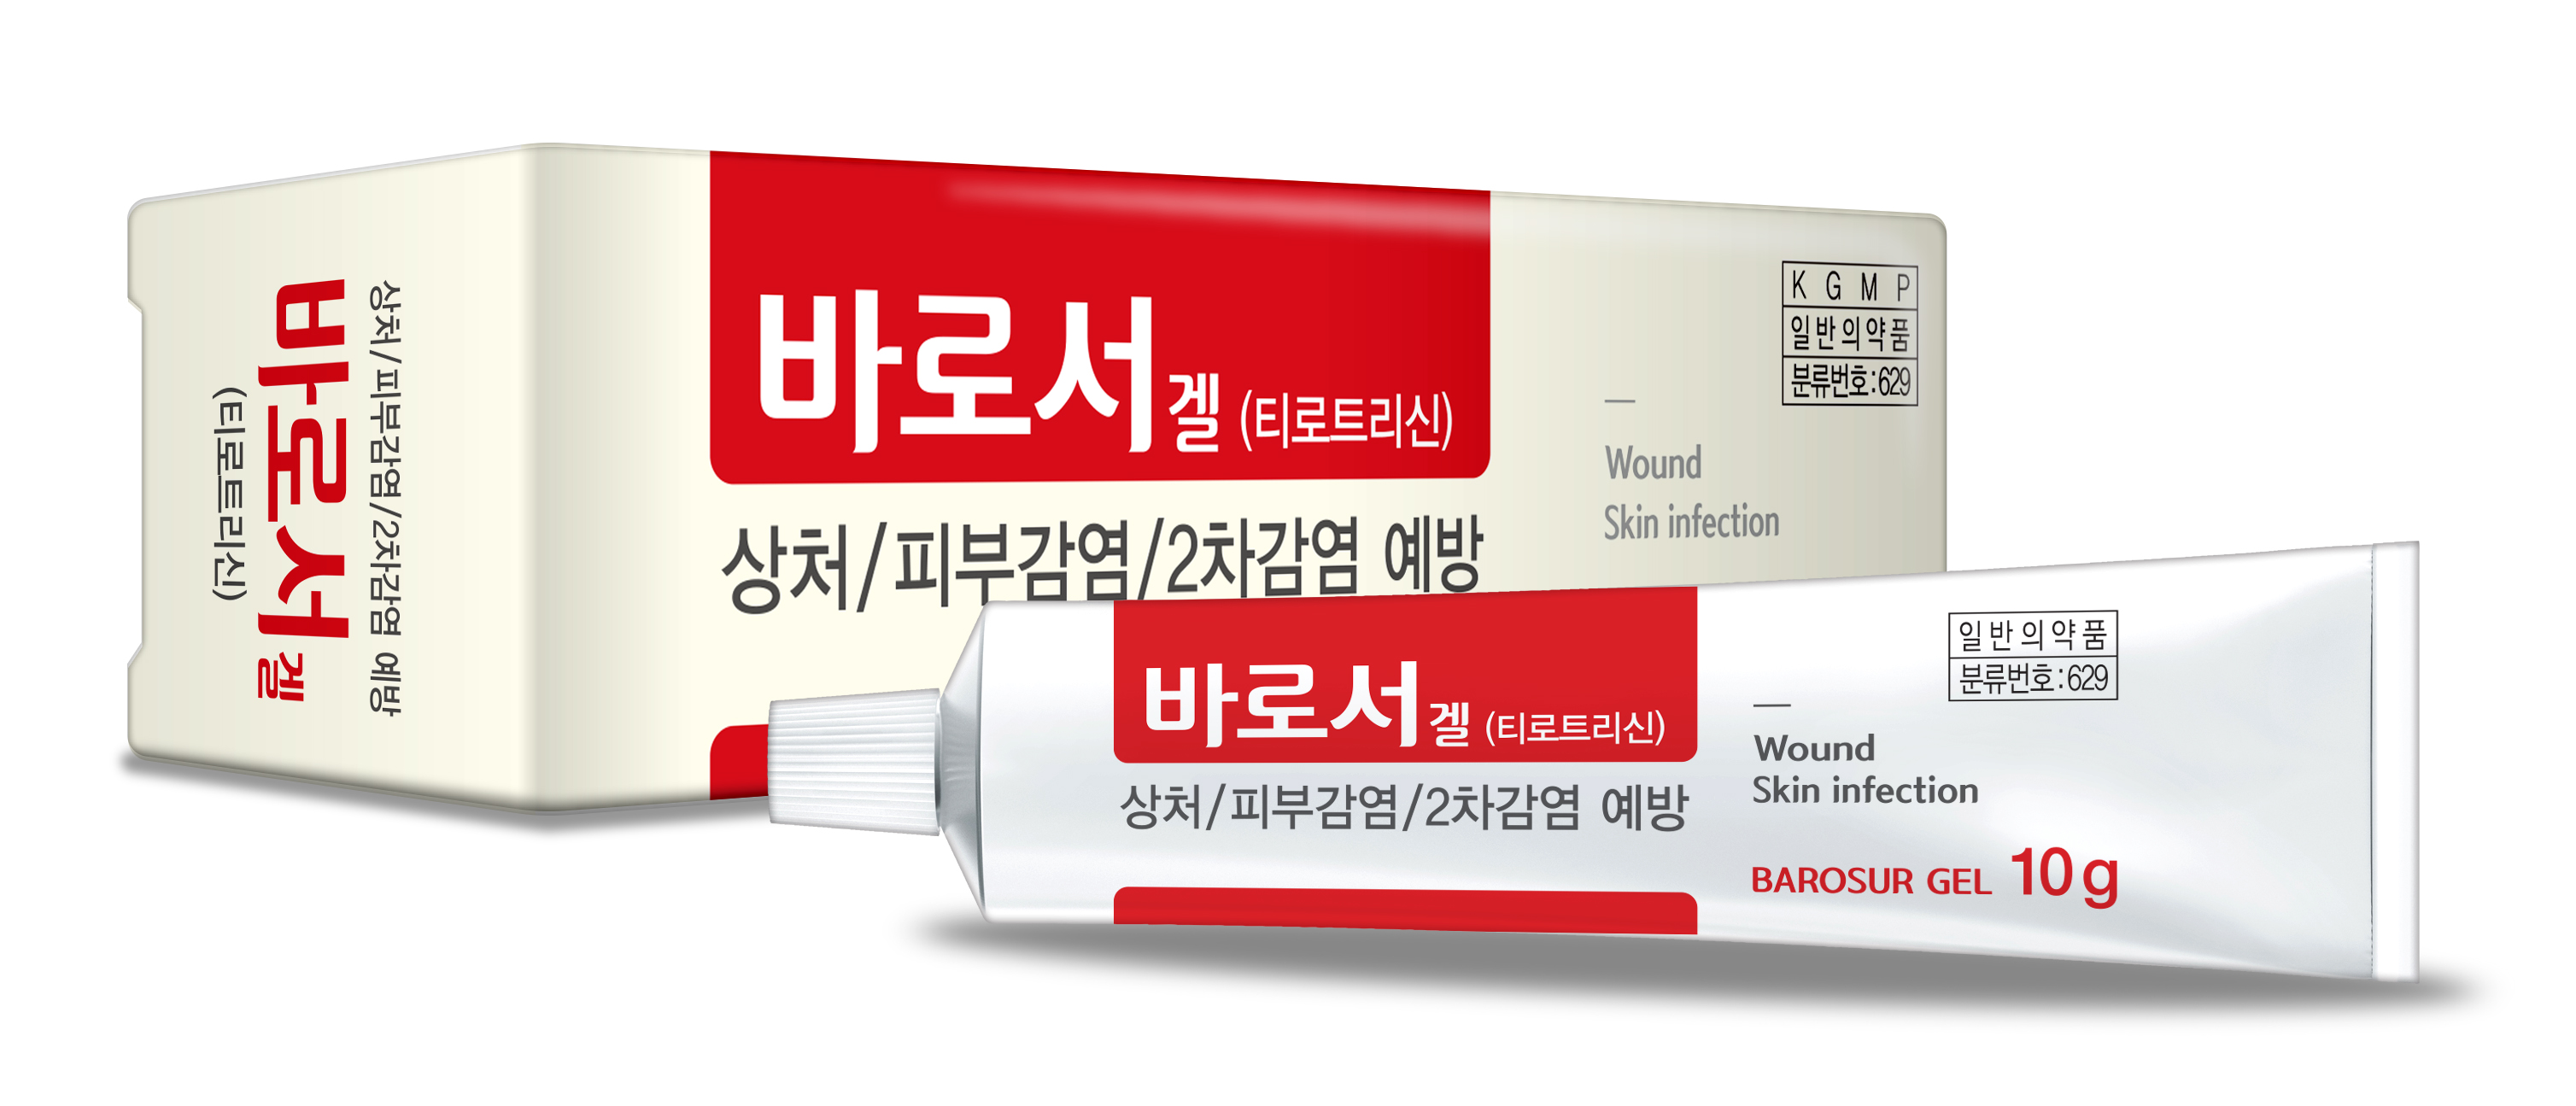 상처/피부감염/2차감염 예방
바로서겔
(티로트리신)
바로서겔 (티로트리신)
상처/피부감염/2차감염 예방
KGMP
일반의약품
분류번호:629
Wound
Skin infection
바로서겔 (티로트리신)
상처/피부감염/2차감염 예방
일반의약품
분류번호:629
Wound
Skin infection
BAROSUR GEL 10g